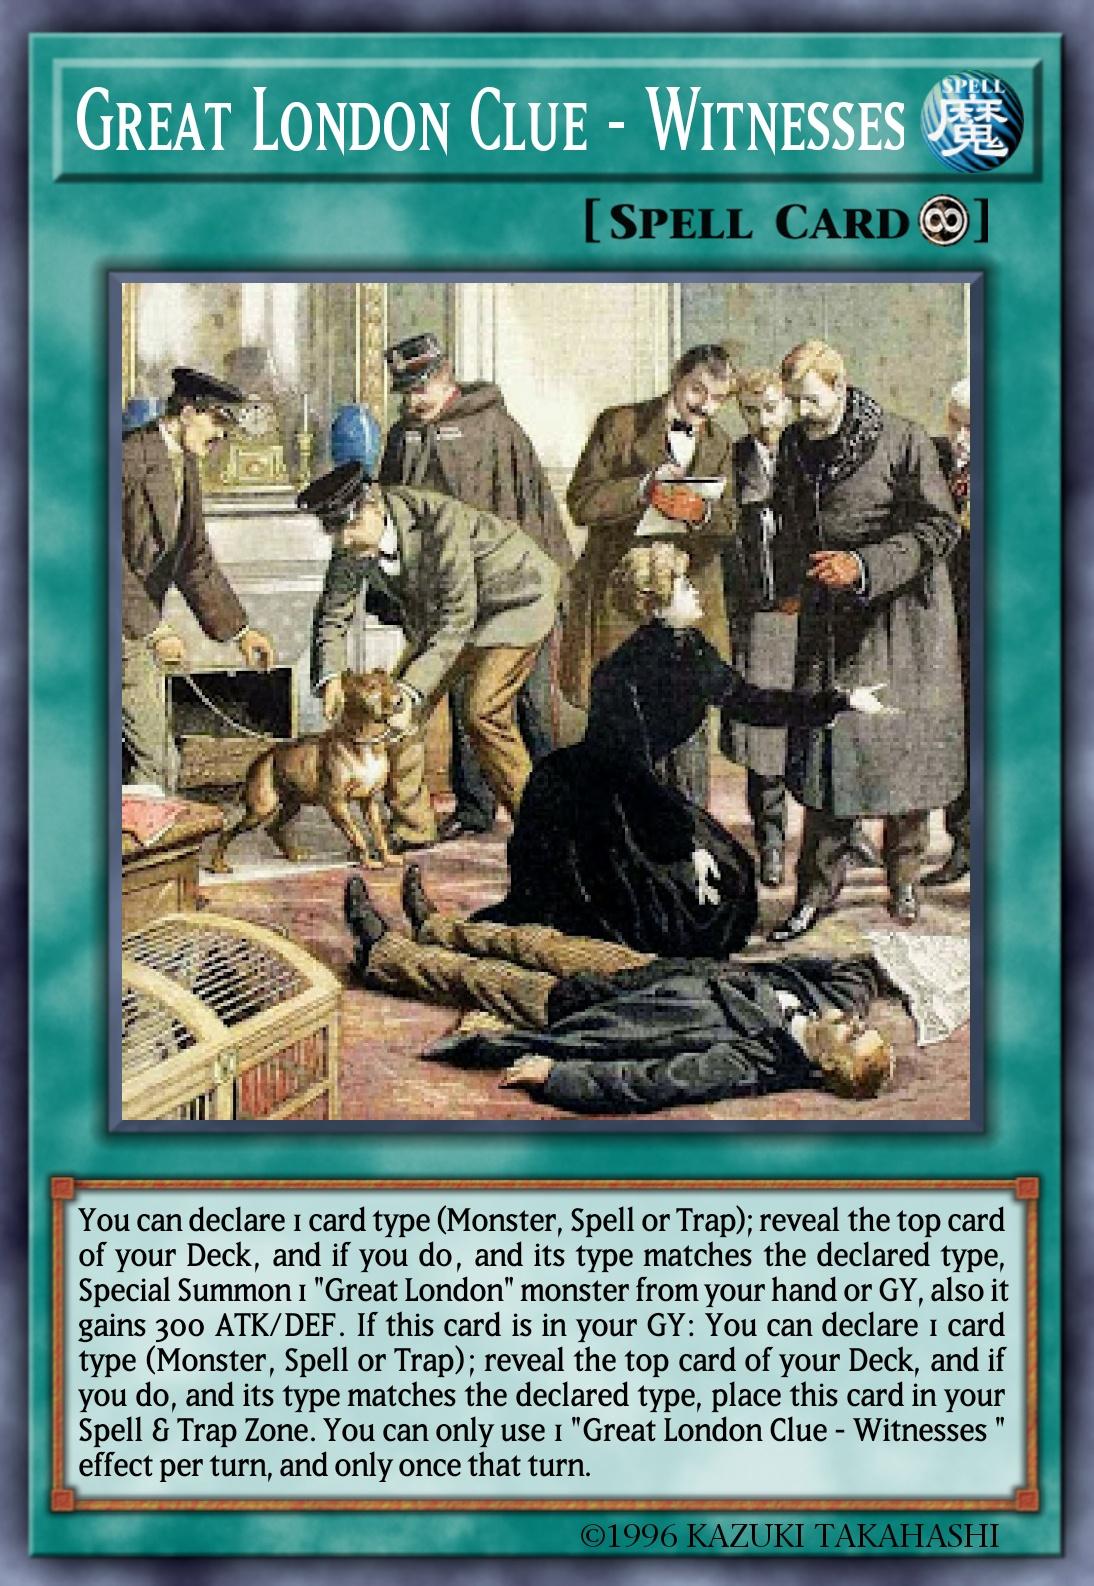 Great London Clue - Witnesses
SPELL
魔
[Spell Card]
You can declare 1 card type (Monster, Spell or Trap); reveal the top card
of your Deck, and if you do, and its type matches the declared type,
Special Summon 1 "Great London" monster from your hand or GY, also it
gains 300 ATK/DEF. If this card is in your GY: You can declare 1 card
type (Monster, Spell or Trap); reveal the top card of your Deck, and if
you do, and its type matches the declared type, place this card in your
Spell & Trap Zone. You can only use 1 "Great London Clue - Witnesses "
effect per turn, and only once that turn.
©1996 KAZUKI TAKAHASHI